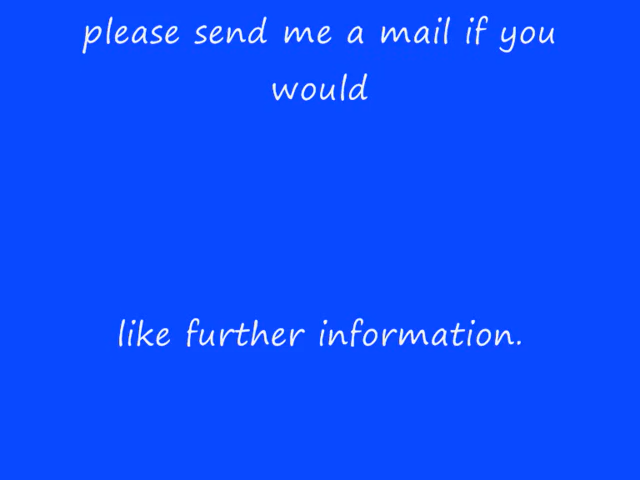 please send me a mail if you
would
like further information.